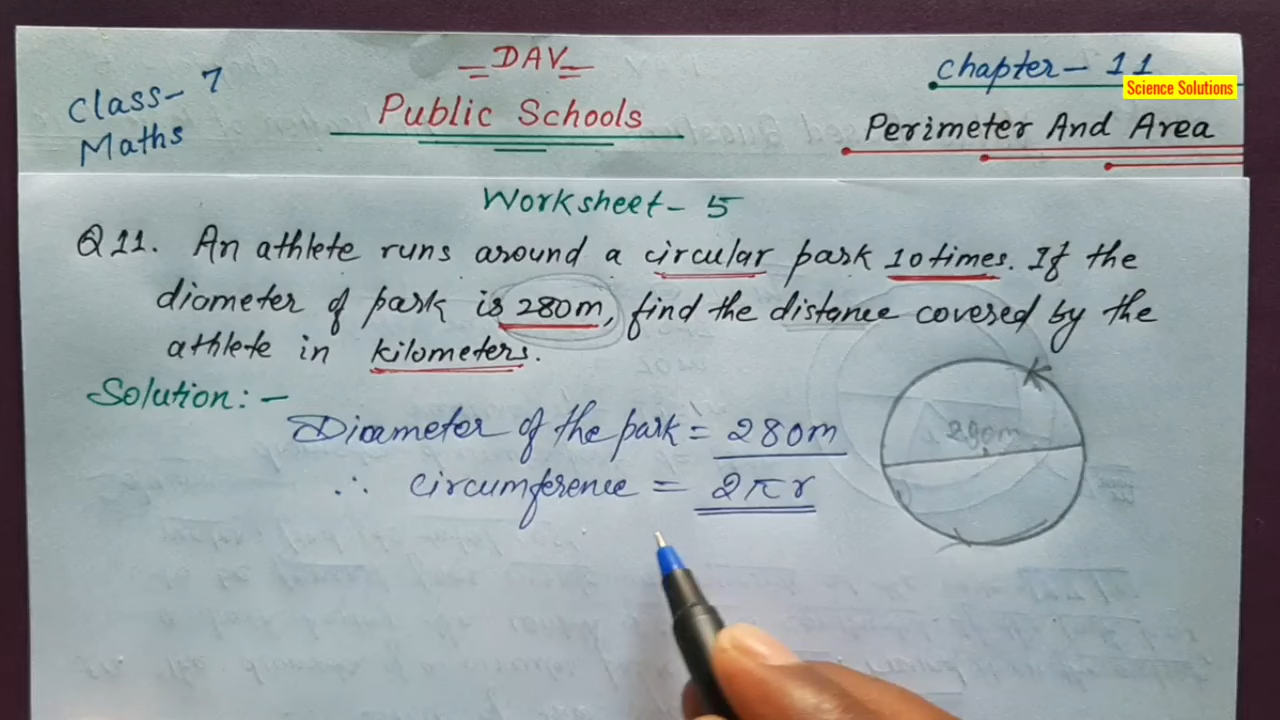 Class- 7
Maths
DAV
Public Schools
Chapter- 11
Science Solutions
Perimeter And Area
Worksheet- 5
Q11. An athlete runs around a circular park 10 times. If the
diameter of park is 280m, find the distance covered by the
athlete in kilometers.
Solution:-
Diameter of the park = 280m
∴ circumference = 2πr
280m